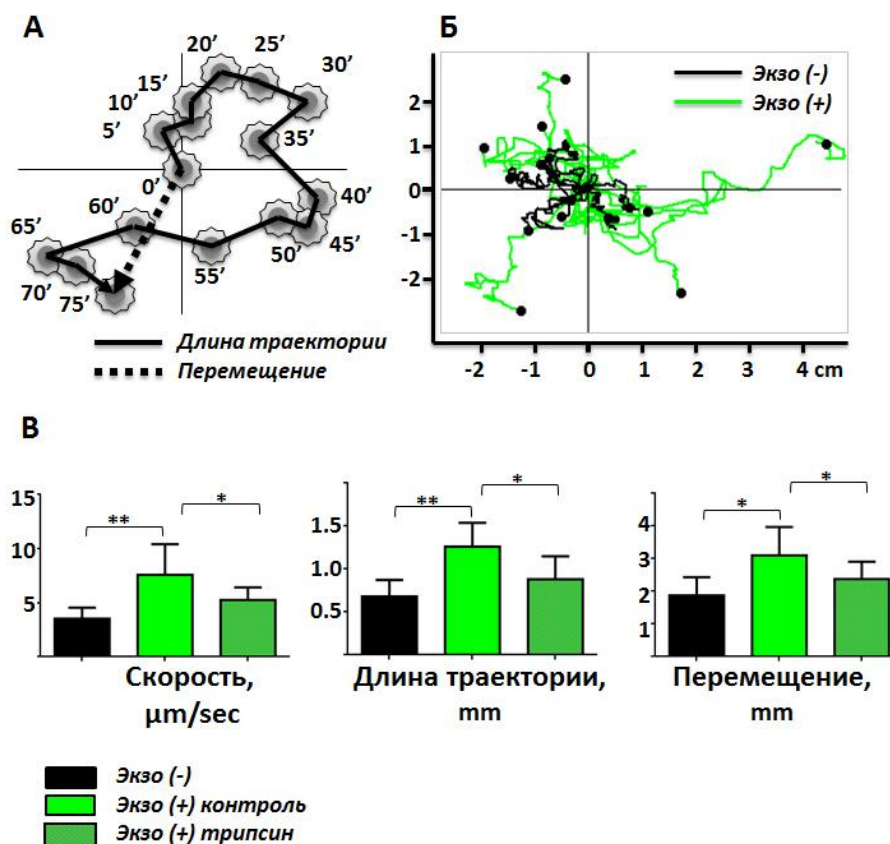 А
0’
5’
10’
15’
20’
25’
30’
35’
40’
45’
50’
55’
60’
65’
70’
75’
Длина траектории
Перемещение
Б
Экзо (-)
Экзо (+)
2
1
0
-1
-2
-2 -1 0 1 2 3 4 cm
В
15
10
5
** *
Скорость,
µm/sec
1.5
1.0
0.5
** *
Длина траектории,
mm
4
3
2
1
* *
Перемещение,
mm
Экзо (-)
Экзо (+) контроль
Экзо (+) трипсин